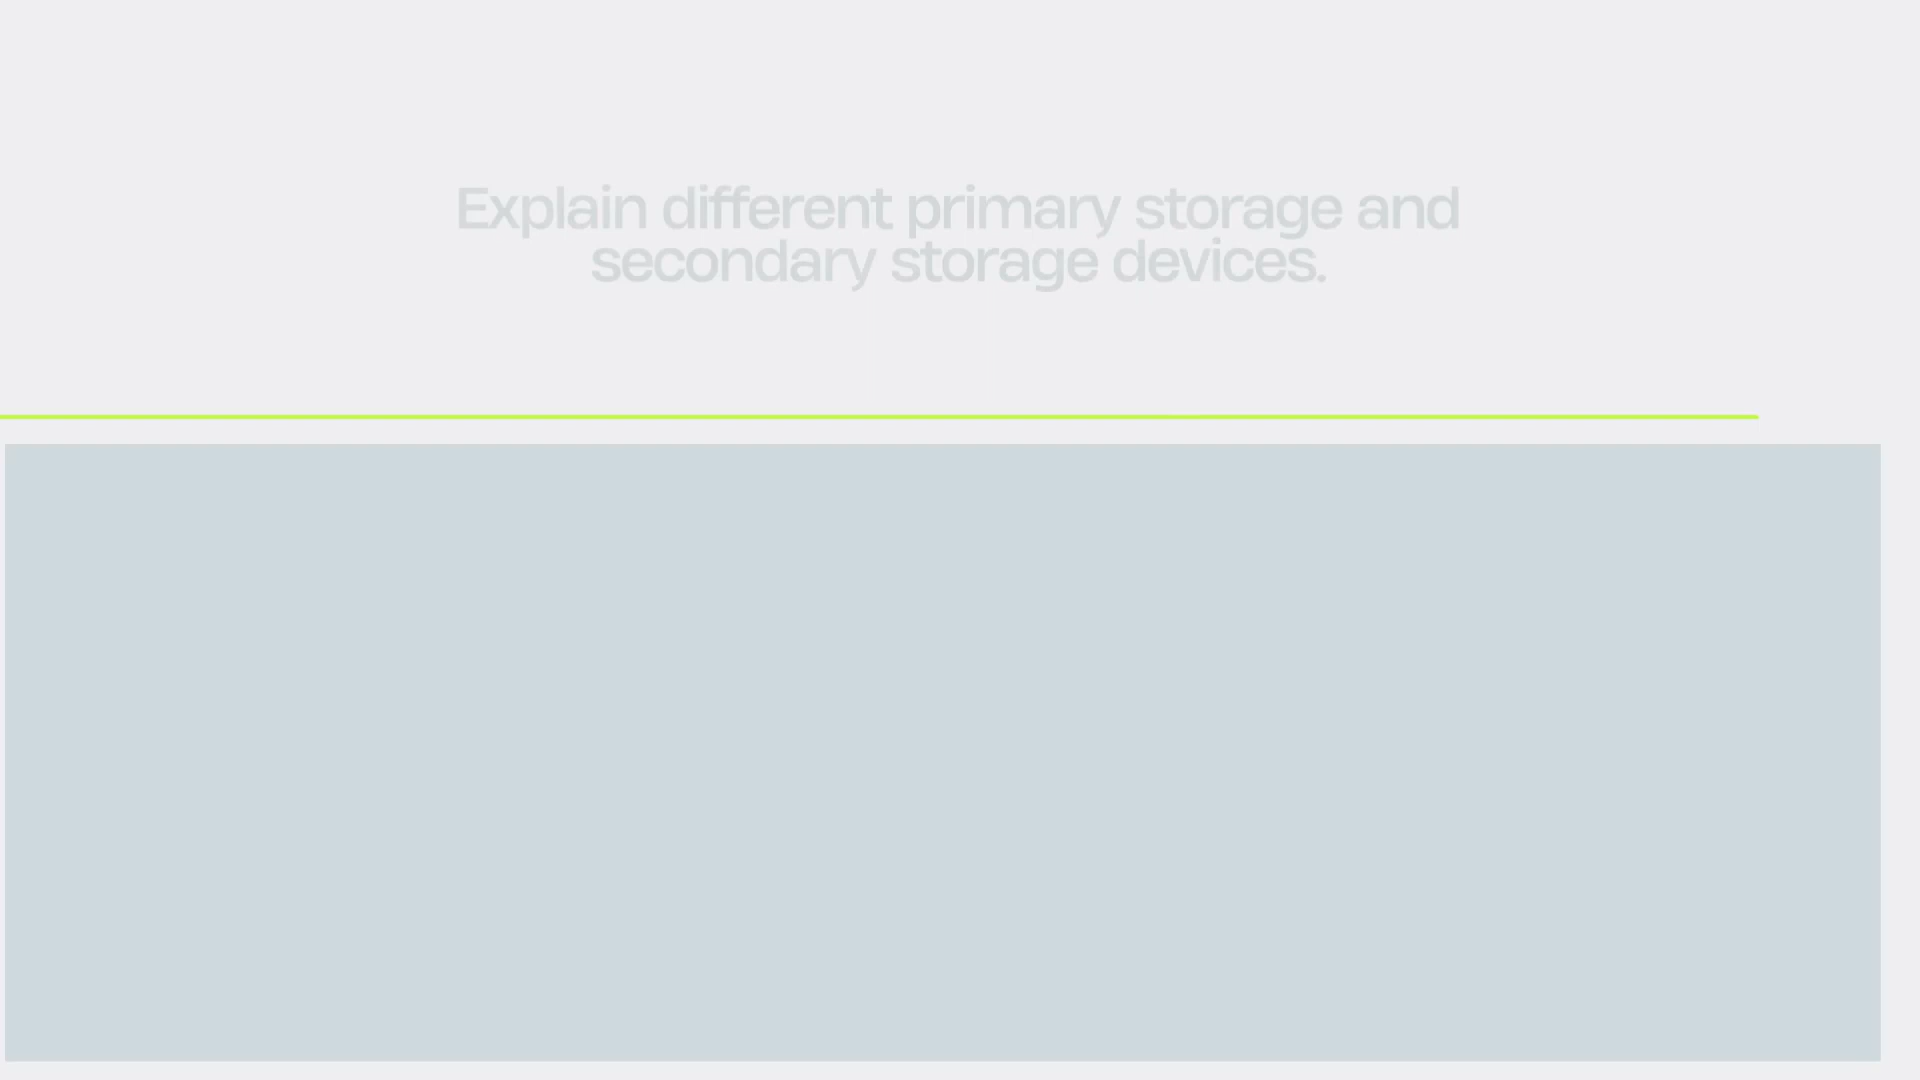 Explain different primary storage and
secondary storage devices.